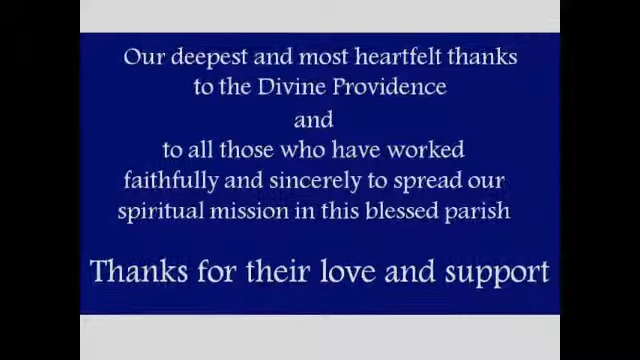 Our deepest and most heartfelt thanks
to the Divine Providence
and
to all those who have worked
faithfully and sincerely to spread our
spiritual mission in this blessed parish
Thanks for their love and support